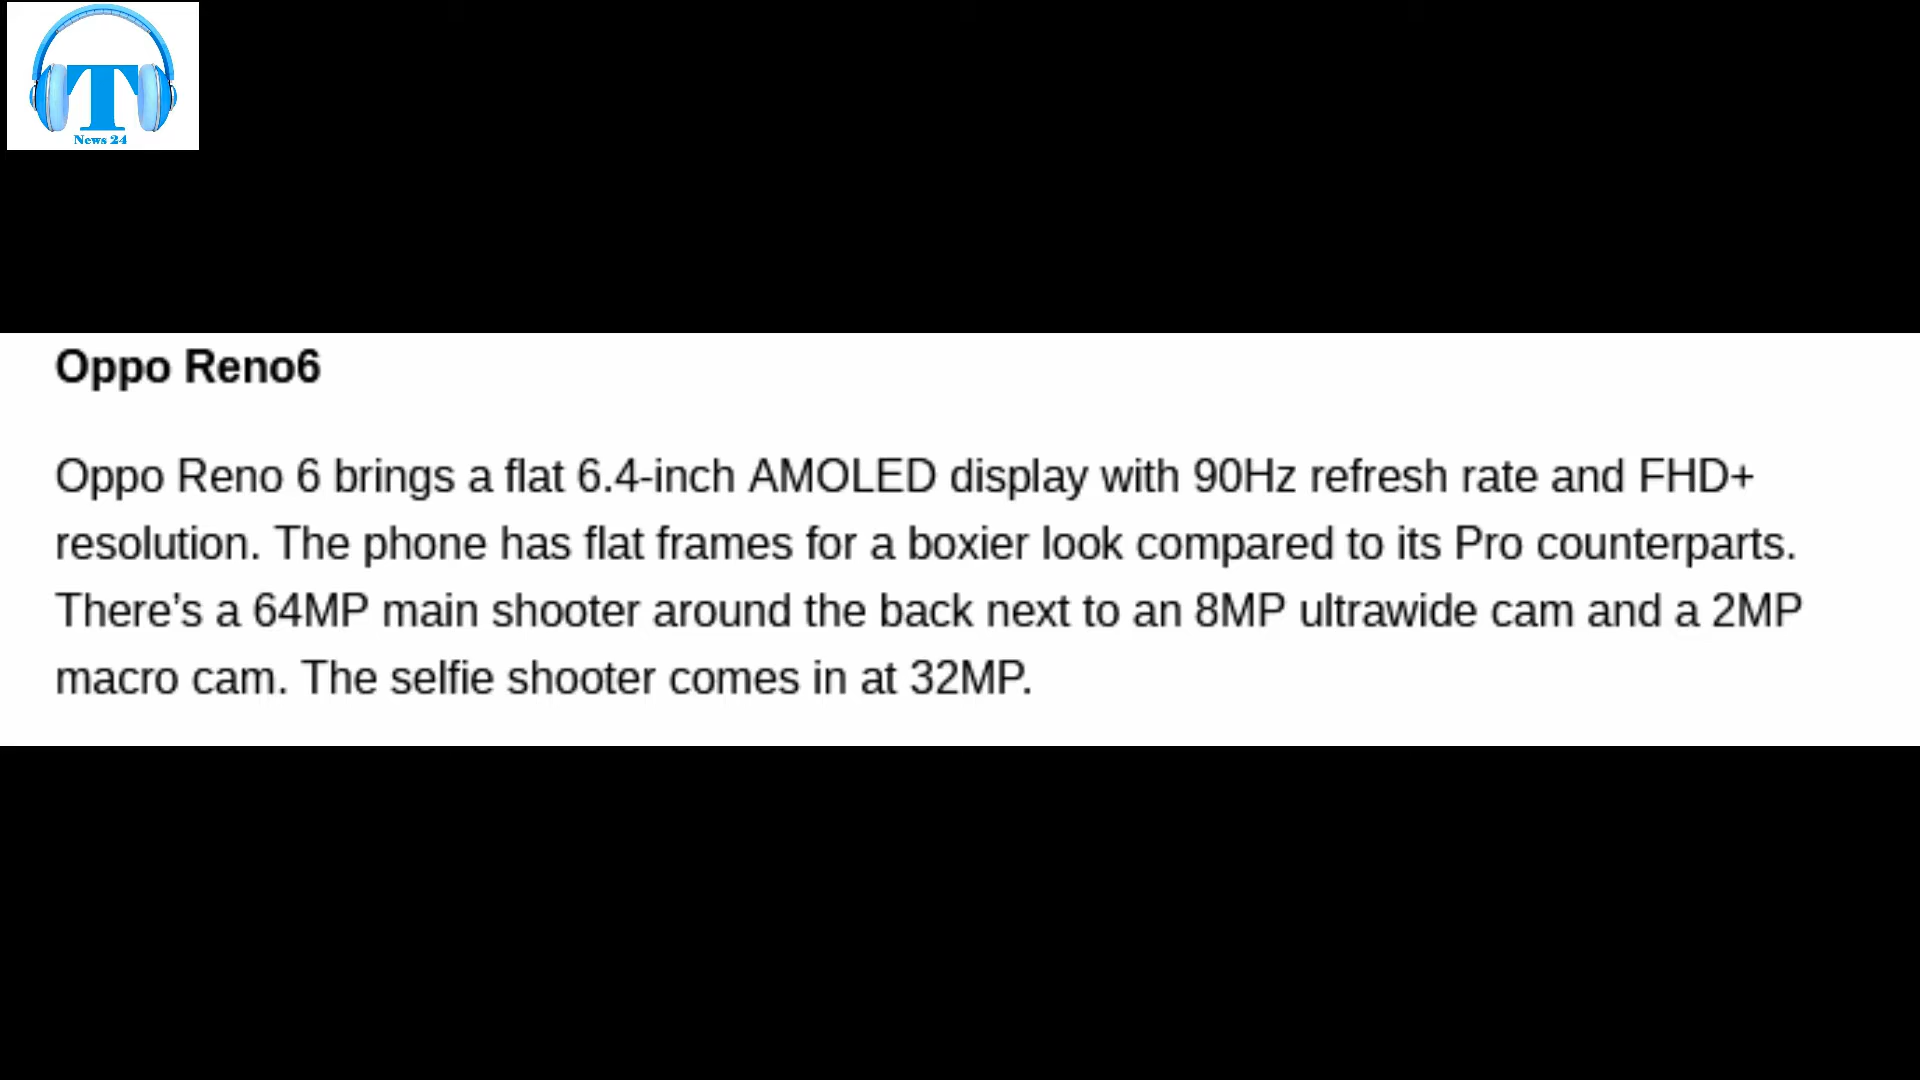 T
News 24
Oppo Reno6
Oppo Reno 6 brings a flat 6.4-inch AMOLED display with 90Hz refresh rate and FHD+
resolution. The phone has flat frames for a boxier look compared to its Pro counterparts.
There's a 64MP main shooter around the back next to an 8MP ultrawide cam and a 2MP
macro cam. The selfie shooter comes in at 32MP.